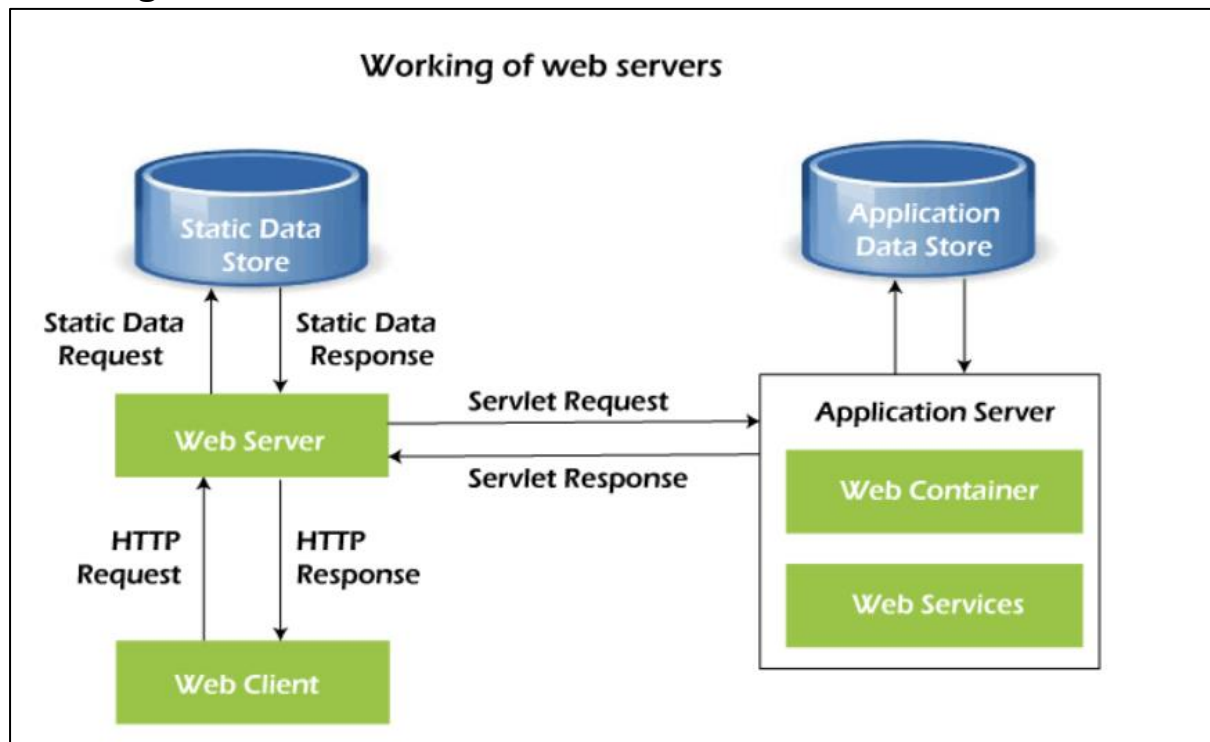 Working of web servers
Static Data
Store
Application
Data Store
Static Data
Request
Static Data
Response
Servlet Request
Application Server
Web Server
Servlet Response
Web Container
HTTP
Request
HTTP
Response
Web Services
Web Client